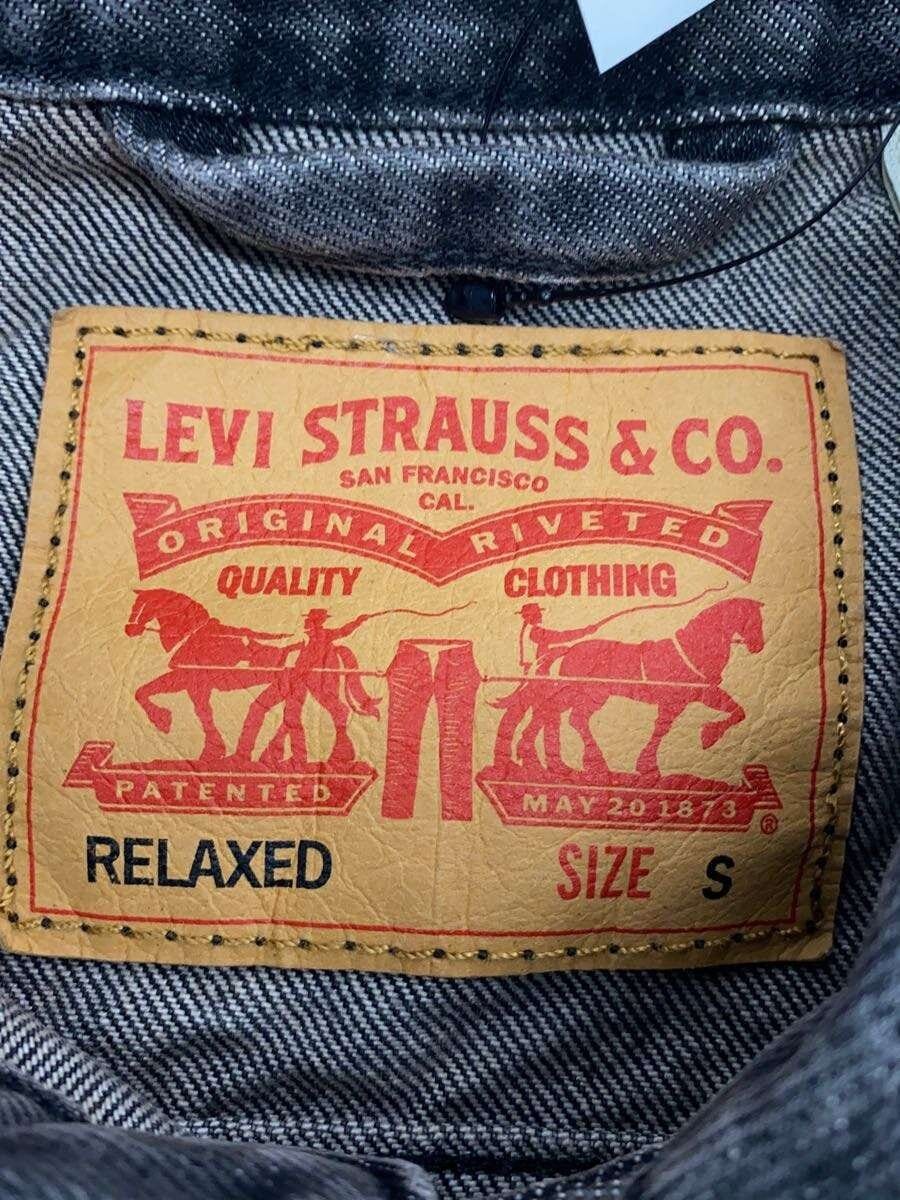 LEVI STRAUSS & CO.
SAN FRANCISCO
CAL.
ORIGINAL RIVETED
QUALITY CLOTHING
PATENTED MAY 20 1873 ®
RELAXED SIZE S